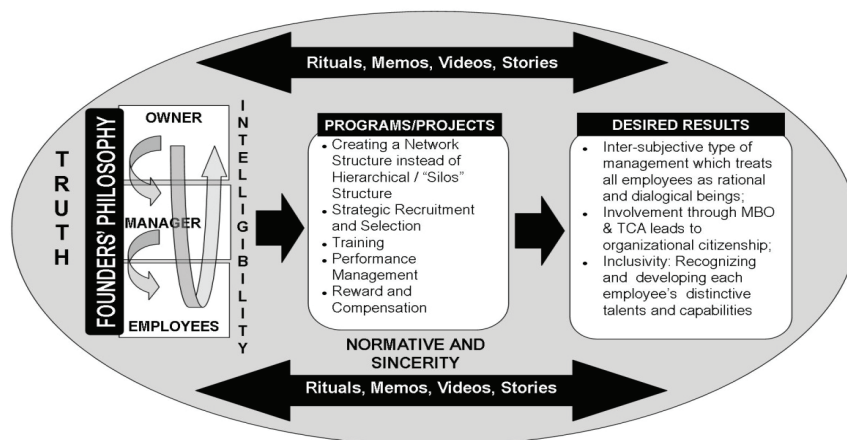 Rituals, Memos, Videos, Stories
TRUTH
FOUNDERS' PHILOSOPHY
OWNER
MANAGER
EMPLOYEES
INTELLIGIBILITY
PROGRAMS/PROJECTS
• Creating a Network
Structure instead of
Hierarchical / "Silos"
Structure
• Strategic Recruitment
and Selection
• Training
• Performance
Management
• Reward and
Compensation
NORMATIVE AND
SINCERITY
DESIRED RESULTS
• Inter-subjective type of
management which treats
all employees as rational
and dialogical beings;
• Involvement through MBO
& TCA leads to
organizational citizenship;
• Inclusivity: Recognizing
and developing each
employee's distinctive
talents and capabilities
Rituals, Memos, Videos, Stories